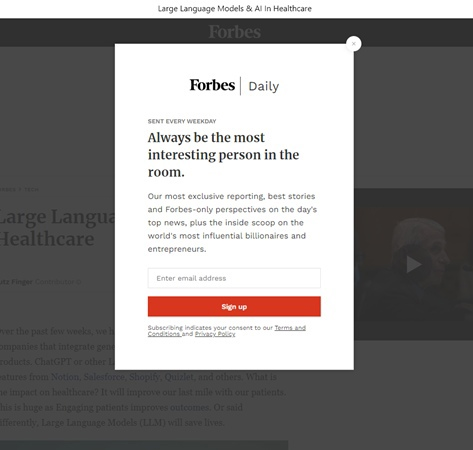 Large Language Models & AI In Healthcare
Forbes
Forbes | Daily
SENT EVERY WEEKDAY
Always be the most
interesting person in the
room.
Our most exclusive reporting, best stories
and Forbes-only perspectives on the day's
top news, plus the inside scoop on the
world's most influential billionaires and
entrepreneurs.
Enter email address
Sign up
Subscribing indicates your consent to our Terms and
Conditions and Privacy Policy
Large Langua
Healthcare
Finger
ver the past few weeks, we h
ompanies that integrate gene
roducts. ChatGPT or other L
eatures from Notion, Salesforce, Shopify, Quizlet, and others. What is
he impact on healthcare? It will improve our last mile with our patients.
his is huge as Engaging patients improves outcomes. Or said
ifferently, Large Language Models (LLM) will save lives.